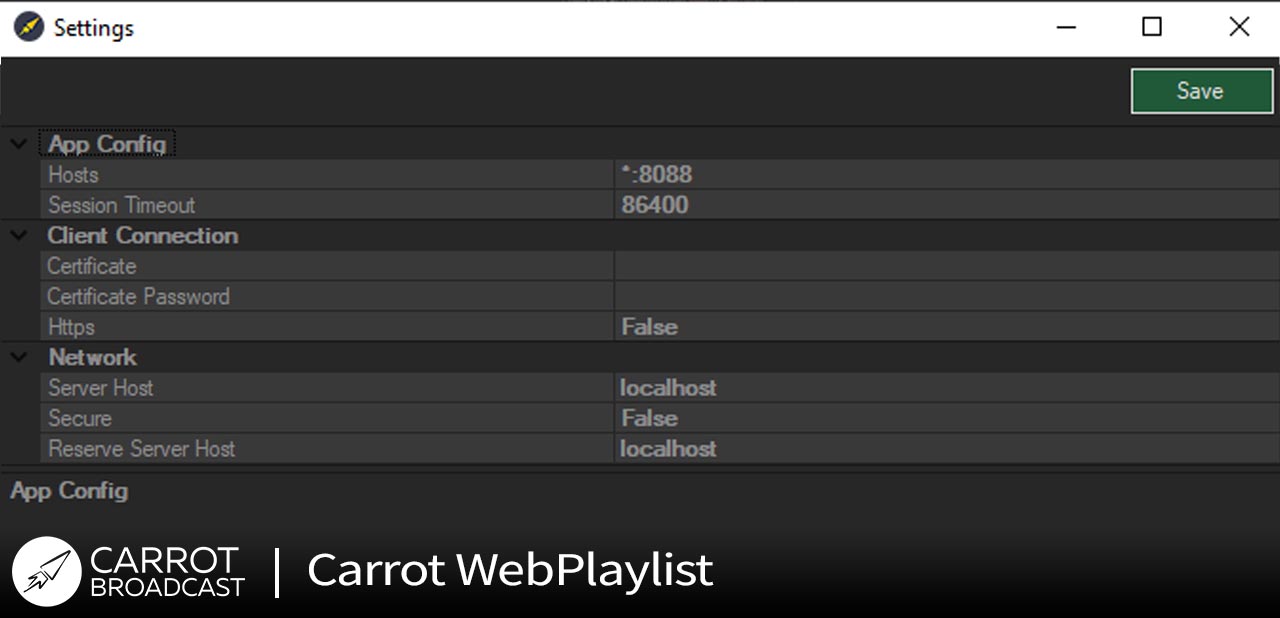 Settings
Save
App Config
Hosts *:8088
Session Timeout 86400
Client Connection
Certificate
Certificate Password
Https False
Network
Server Host localhost
Secure False
Reserve Server Host localhost
App Config
CARROT
BROADCAST
Carrot WebPlaylist